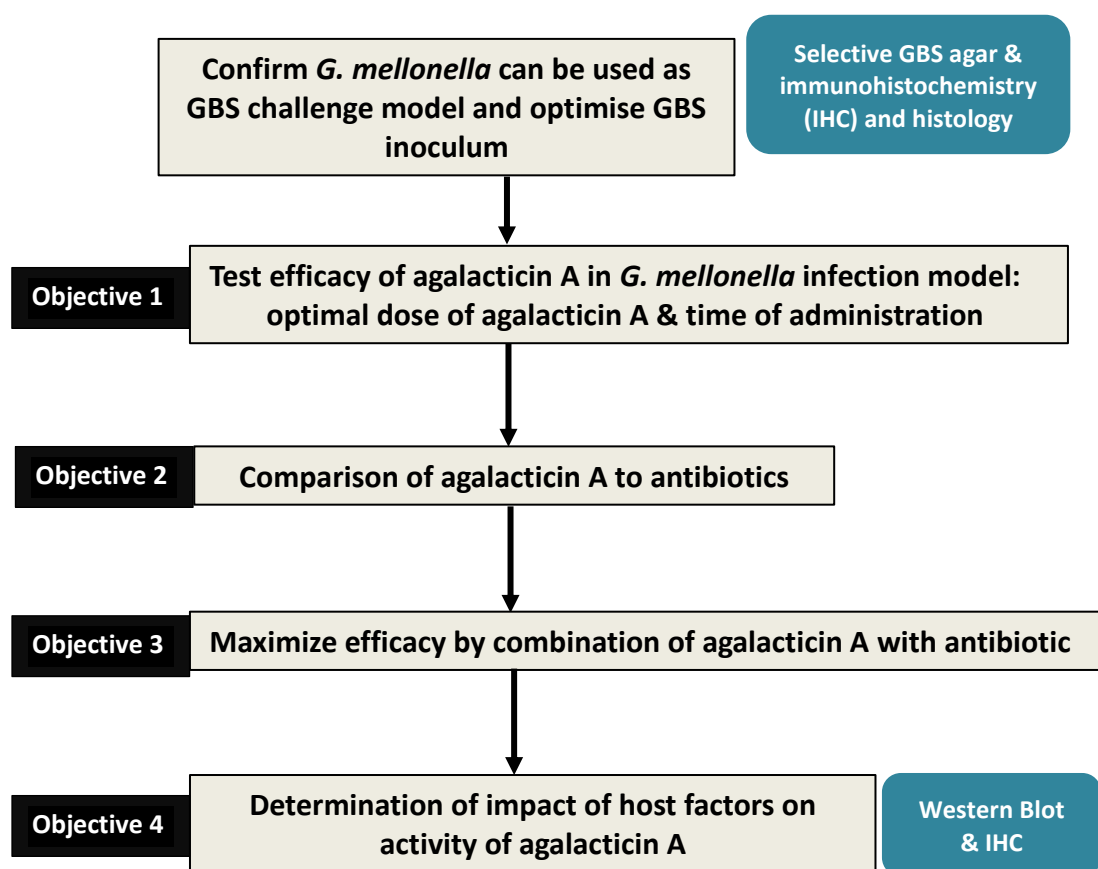 Confirm G. mellonella can be used as
GBS challenge model and optimise GBS
inoculum
Selective GBS agar &
immunohistochemistry
(IHC) and histology
Objective 1
Test efficacy of agalacticin A in G. mellonella infection model:
optimal dose of agalacticin A & time of administration
Objective 2
Comparison of agalacticin A to antibiotics
Objective 3
Maximize efficacy by combination of agalacticin A with antibiotic
Objective 4
Determination of impact of host factors on
activity of agalacticin A
Western Blot
& IHC